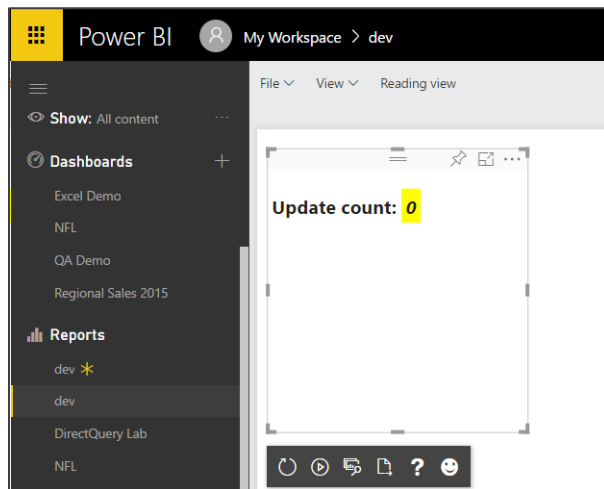 Power BI
My Workspace > dev
File View Reading view
Show: All content
Dashboards
Excel Demo
NFL
QA Demo
Regional Sales 2015
Reports
dev
dev
DirectQuery Lab
NFL
Update count: 0
?